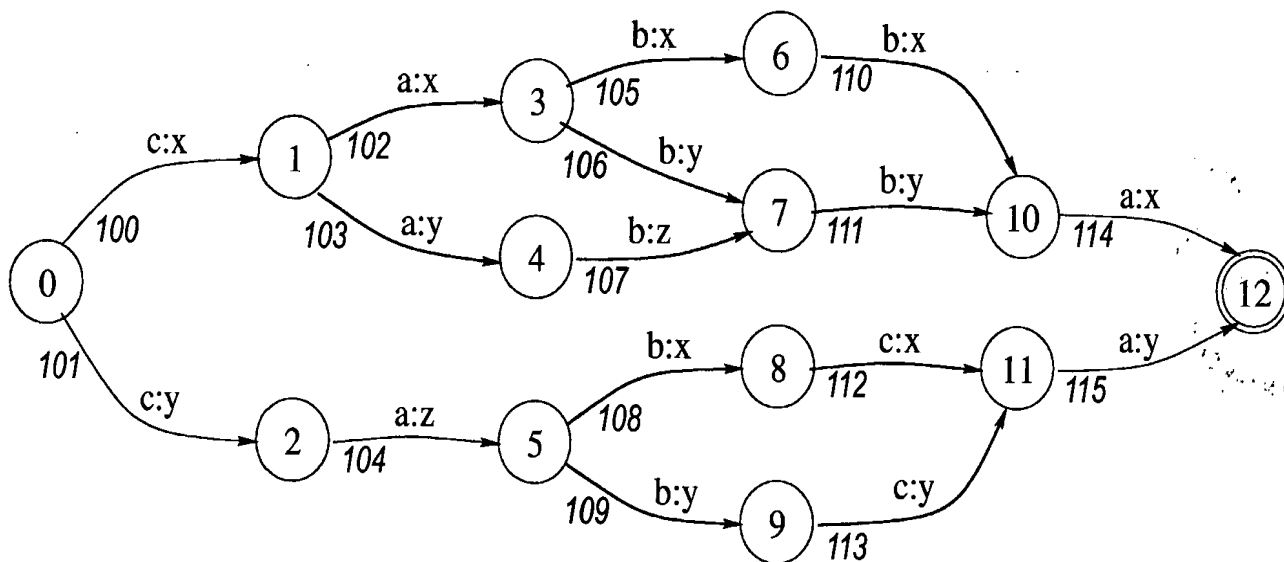 b:x 6 b:x
a:x 3 105 110
c:x 1 102 106 b:y
100 103 a:y b:z 7 b:y 10 a:x
4 107 111 114
0 12
101 b:x 8 c:x 11 a:y
c:y a:z 108 112 115
2 104 5 b:y c:y
109 9 113